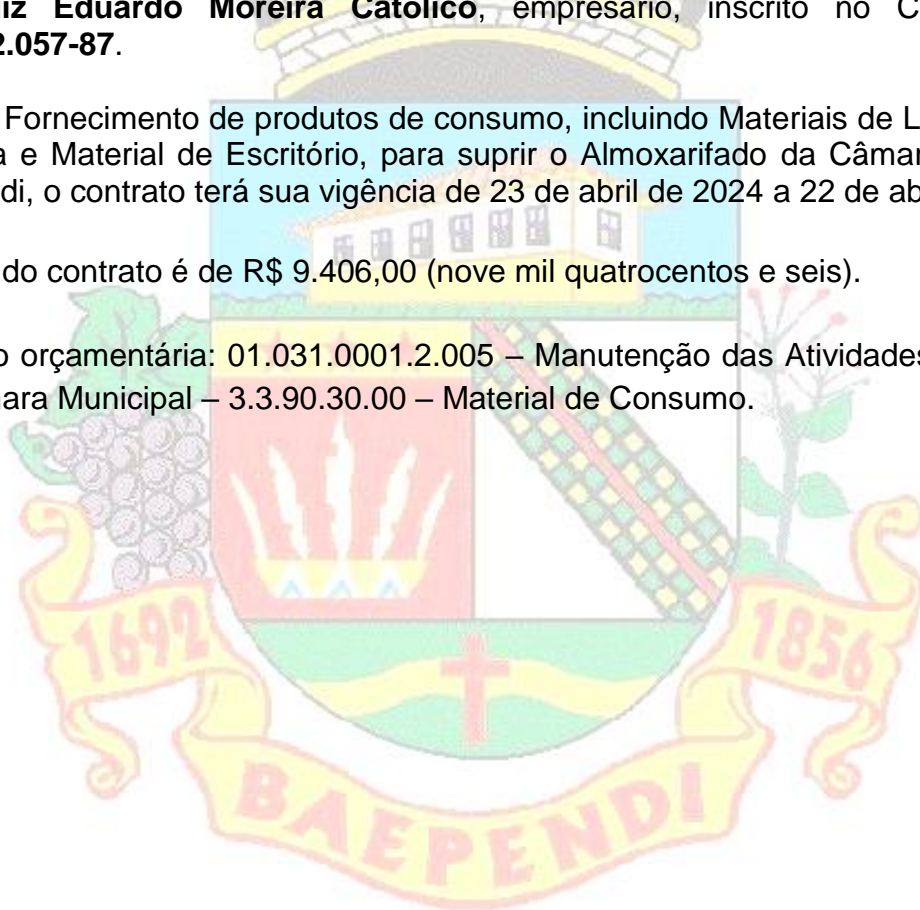 iz Eduardo Moreira Catolico, empresário, inscrito no C
2.057-87.
Fornecimento de produtos de consumo, incluindo Materiais de L
a e Material de Escritório, para suprir o Almoxarifado da Câmar
di, o contrato terá sua vigência de 23 de abril de 2024 a 22 de ab
do contrato é de R$ 9.406,00 (nove mil quatrocentos e seis).
o orçamentária: 01.031.0001.2.005 – Manutenção das Atividades
ara Municipal – 3.3.90.30.00 – Material de Consumo.
1692
1856
BAEPENDI